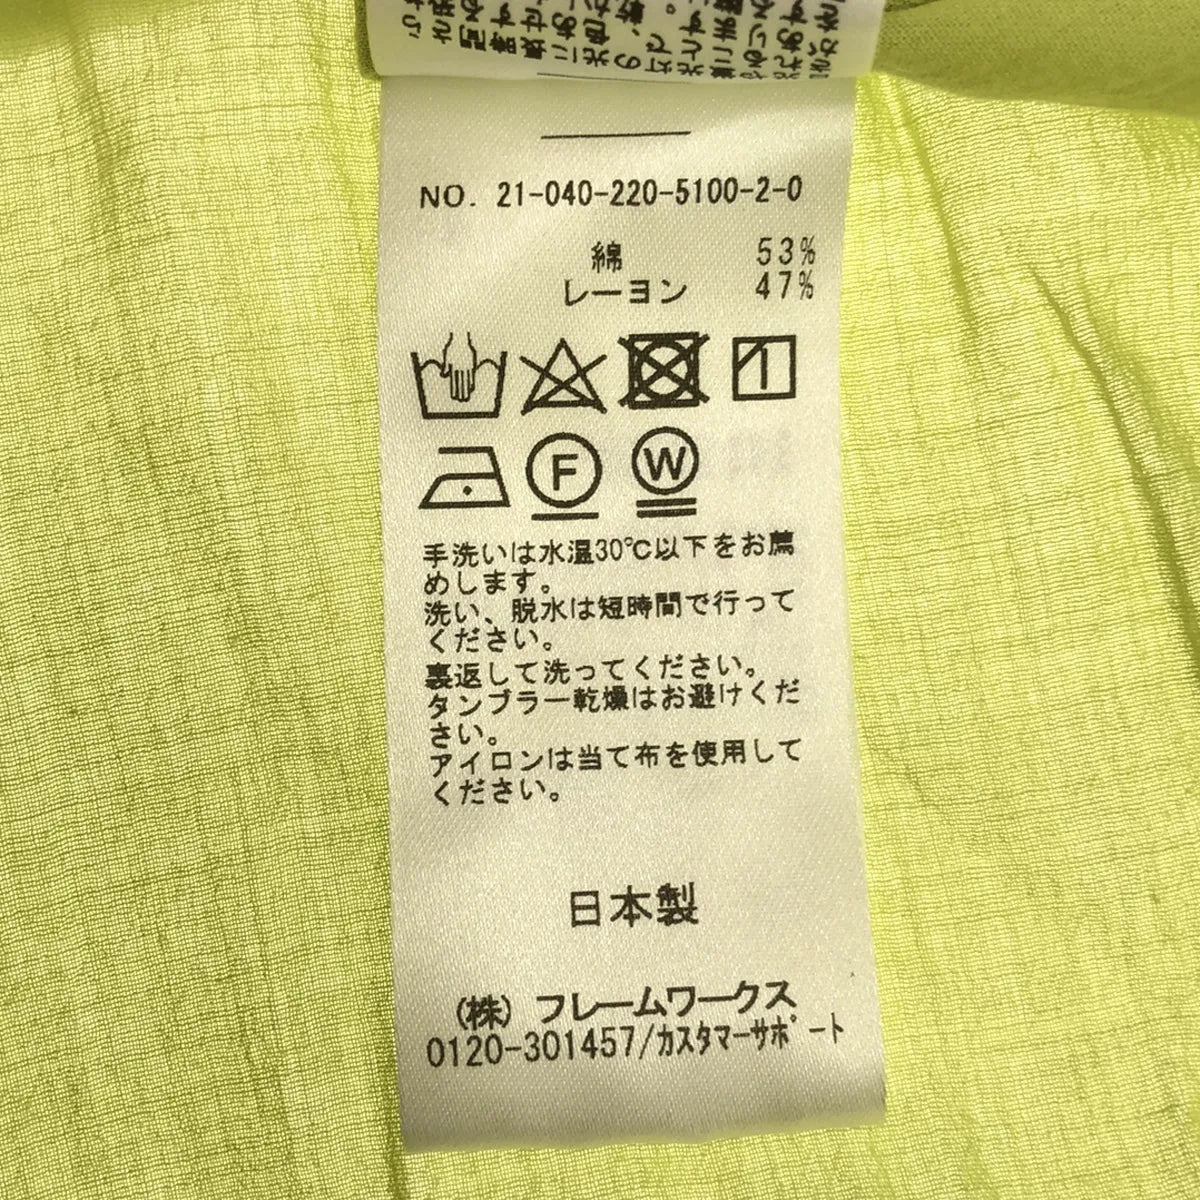 NO. 21-040-220-5100-2-0
綿 53%
レーヨン 47%
F
W
手洗いは水温30℃以下をお薦
めします。
洗い、脱水は短時間で行って
ください。
裏返して洗ってください。
タンブラー乾燥はお避けくだ
さい。
アイロンは当て布を使用して
ください。
日本製
(株) フレームワークス
0120-301457/カスタマーサポート